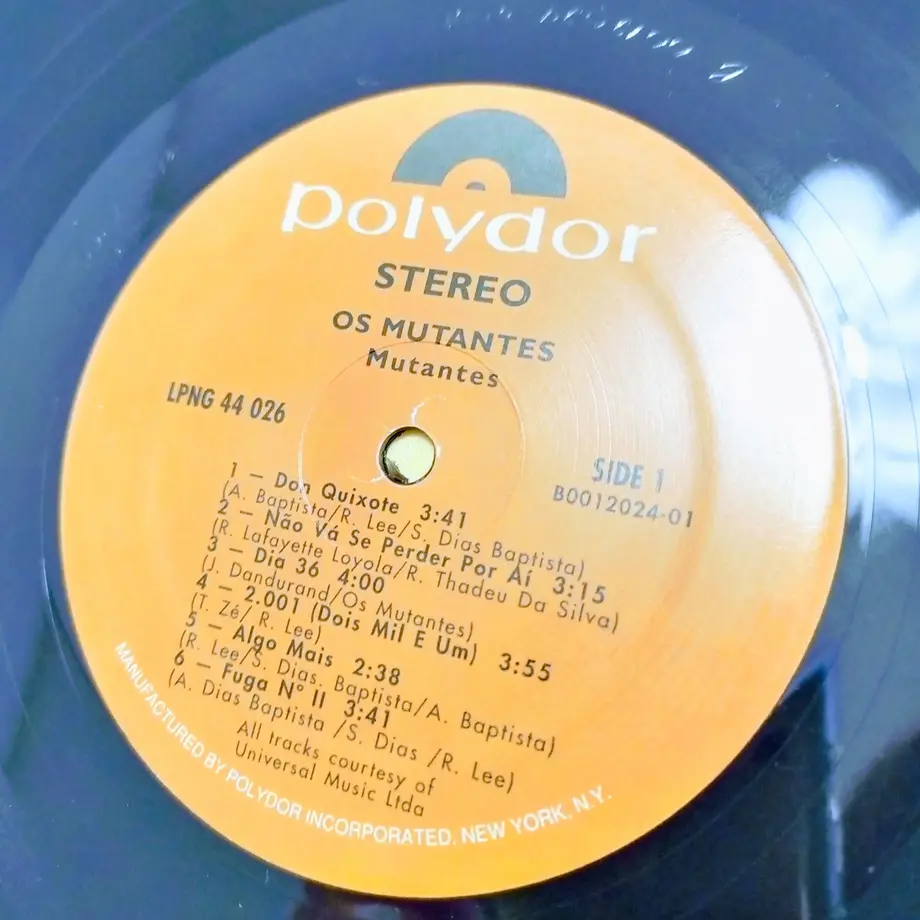 polydor
STEREO
OS MUTANTES
Mutantes
LPNG 44 026
SIDE 1
B0012024-01
1 – Don Quixote 3:41
(A. Baptista/R. Lee/S. Dias Baptista)
2 – Não Vá Se Perder Por Aí 3:15
(R. Lafayette Loyola/R. Thadeu Da Silva)
3 – Dia 36 4:00
(J. Dandurand/Os Mutantes)
4 – 2.001 (Dois Mil E Um) 3:55
(T. Zé/ R. Lee)
5 – Algo Mais 2:38
(R. Lee/S. Dias. Baptista/A. Baptista)
6 – Fuga N° II 3:41
(A. Dias Baptista /S. Dias /R. Lee)
All tracks courtesy of
Universal Music Ltda
MANUFACTURED BY POLYDOR INCORPORATED, NEW YORK, N.Y.